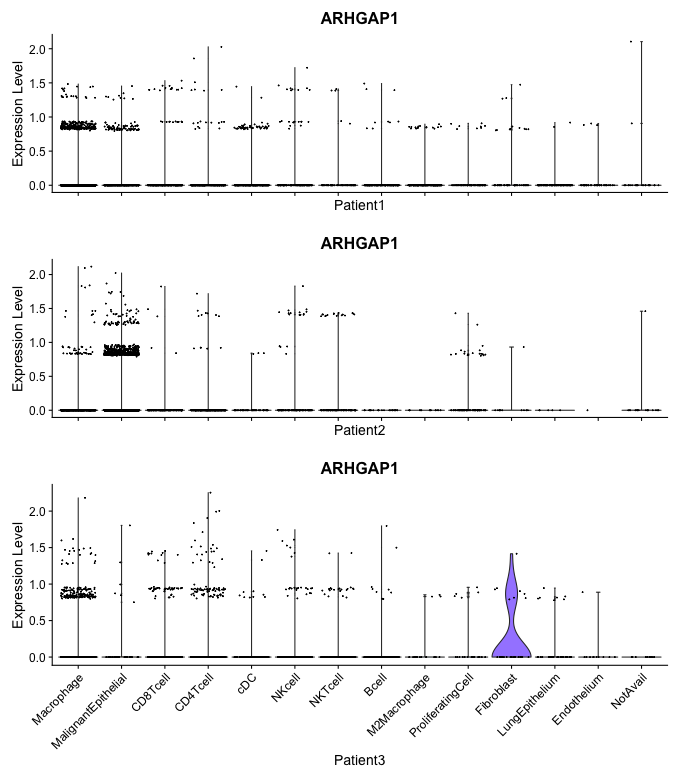 ARHGAP1
Expression Level
2.0
1.5
1.0
0.5
0.0
Patient1
ARHGAP1
Expression Level
2.0
1.5
1.0
0.5
0.0
Patient2
ARHGAP1
Expression Level
2.0
1.5
1.0
0.5
0.0
Macrophage
MalignantEpithelial
CD8Tcell
CD4Tcell
cDC
NKcell
NKTcell
Bcell
M2Macrophage
ProliferatingCell
Fibroblast
LungEpithelium
Endothelium
NotAvail
Patient3